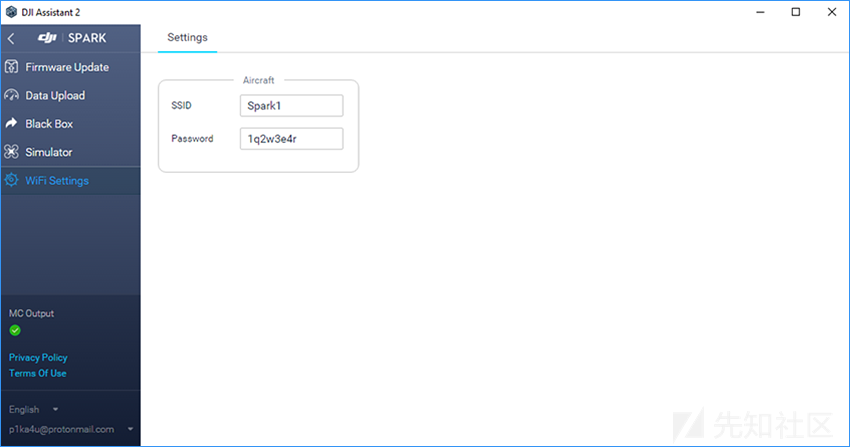 DJI Assistant 2
dji SPARK
Settings
Firmware Update
Data Upload
Black Box
Simulator
WiFi Settings
Aircraft
SSID
Spark1
Password
1q2w3e4r
MC Output
Privacy Policy
Terms Of Use
English
p1ka4u@protonmail.com
先知社区